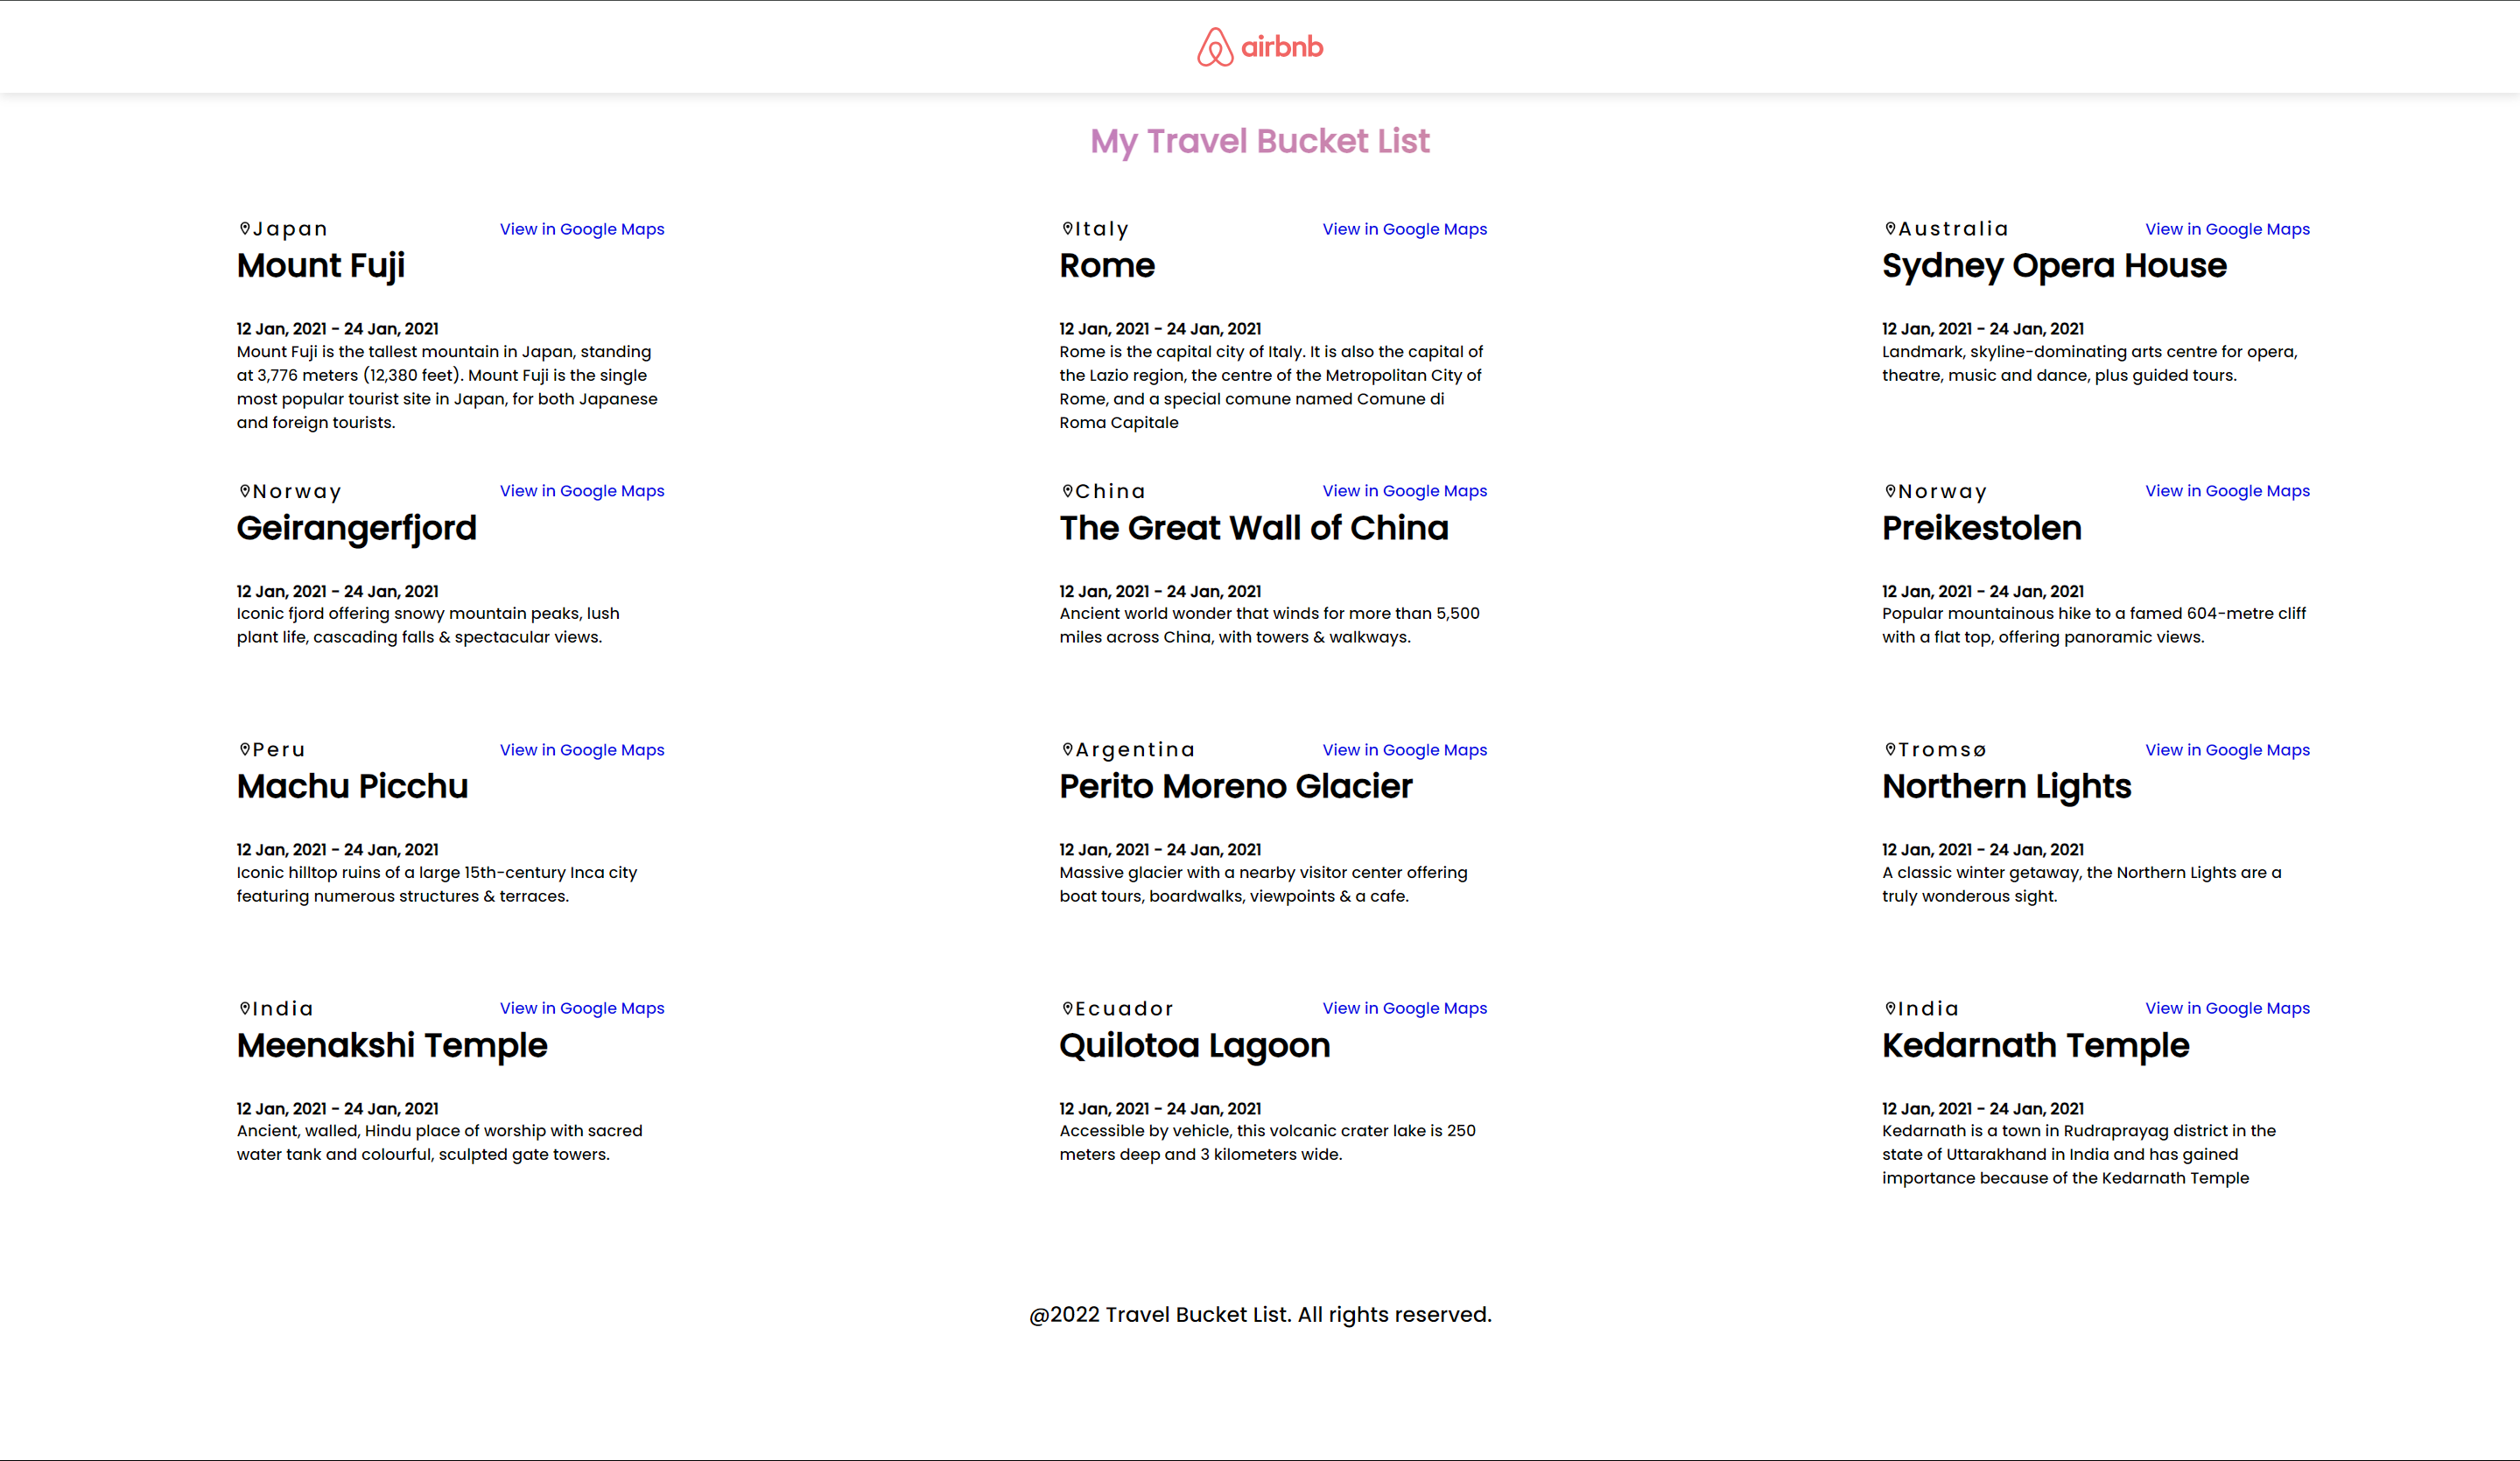 airbnb
My Travel Bucket List
Japan View in Google Maps
Mount Fuji
12 Jan, 2021 - 24 Jan, 2021
Mount Fuji is the tallest mountain in Japan, standing
at 3,776 meters (12,380 feet). Mount Fuji is the single
most popular tourist site in Japan, for both Japanese
and foreign tourists.
Italy View in Google Maps
Rome
12 Jan, 2021 - 24 Jan, 2021
Rome is the capital city of Italy. It is also the capital of
the Lazio region, the centre of the Metropolitan City of
Rome, and a special comune named Comune di
Roma Capitale
Australia View in Google Maps
Sydney Opera House
12 Jan, 2021 - 24 Jan, 2021
Landmark, skyline-dominating arts centre for opera,
theatre, music and dance, plus guided tours.
Norway View in Google Maps
Geirangerfjord
12 Jan, 2021 - 24 Jan, 2021
Iconic fjord offering snowy mountain peaks, lush
plant life, cascading falls & spectacular views.
China View in Google Maps
The Great Wall of China
12 Jan, 2021 - 24 Jan, 2021
Ancient world wonder that winds for more than 5,500
miles across China, with towers & walkways.
Norway View in Google Maps
Preikestolen
12 Jan, 2021 - 24 Jan, 2021
Popular mountainous hike to a famed 604-metre cliff
with a flat top, offering panoramic views.
Peru View in Google Maps
Machu Picchu
12 Jan, 2021 - 24 Jan, 2021
Iconic hilltop ruins of a large 15th-century Inca city
featuring numerous structures & terraces.
Argentina View in Google Maps
Perito Moreno Glacier
12 Jan, 2021 - 24 Jan, 2021
Massive glacier with a nearby visitor center offering
boat tours, boardwalks, viewpoints & a cafe.
Tromsø View in Google Maps
Northern Lights
12 Jan, 2021 - 24 Jan, 2021
A classic winter getaway, the Northern Lights are a
truly wonderous sight.
India View in Google Maps
Meenakshi Temple
12 Jan, 2021 - 24 Jan, 2021
Ancient, walled, Hindu place of worship with sacred
water tank and colourful, sculpted gate towers.
Ecuador View in Google Maps
Quilotoa Lagoon
12 Jan, 2021 - 24 Jan, 2021
Accessible by vehicle, this volcanic crater lake is 250
meters deep and 3 kilometers wide.
India View in Google Maps
Kedarnath Temple
12 Jan, 2021 - 24 Jan, 2021
Kedarnath is a town in Rudraprayag district in the
state of Uttarakhand in India and has gained
importance because of the Kedarnath Temple
@2022 Travel Bucket List. All rights reserved.